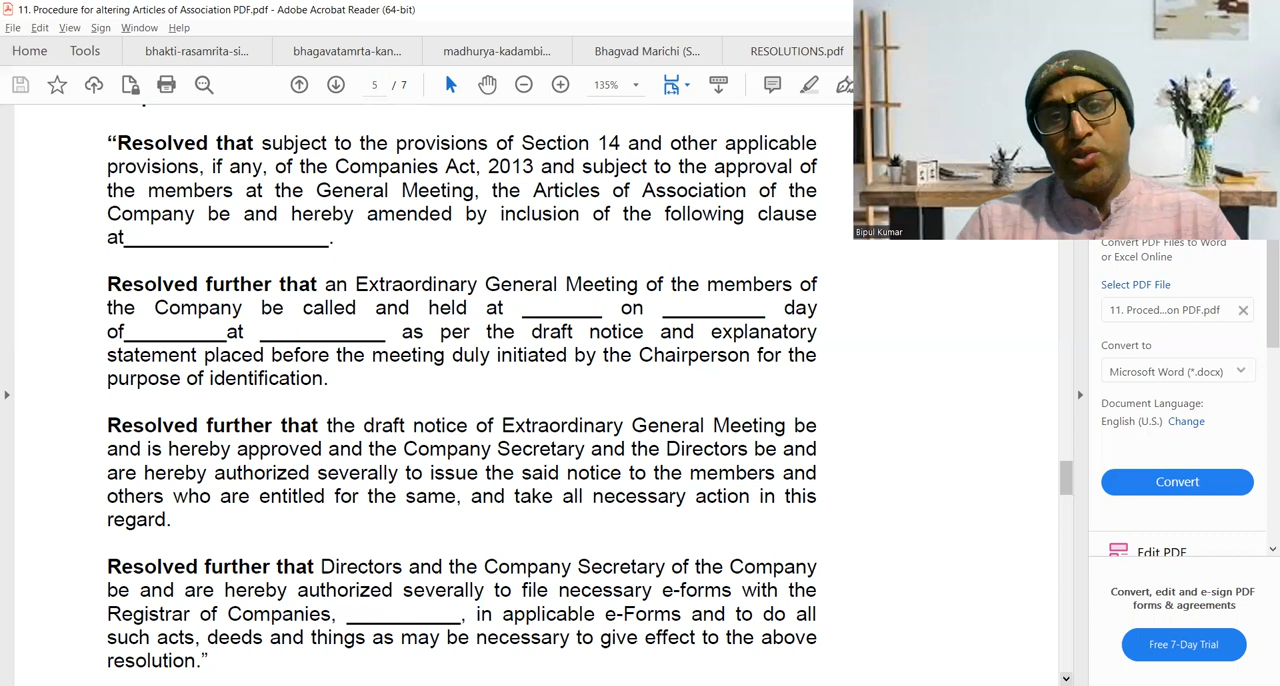 11. Procedure for altering Articles of Association PDF.pdf - Adobe Acrobat Reader (64-bit)
File Edit View Sign Window Help
Home Tools bhakti-rasamrita-si... bhagavatamrta-kan... madhurya-kadambi... Bhagvad Marichi (S... RESOLUTIONS.pdf
5 / 7 135%
“Resolved that subject to the provisions of Section 14 and other applicable
provisions, if any, of the Companies Act, 2013 and subject to the approval of
the members at the General Meeting, the Articles of Association of the
Company be and hereby amended by inclusion of the following clause
at__________________.
Resolved further that an Extraordinary General Meeting of the members of
the Company be called and held at _______ on _________ day
of_________at ___________ as per the draft notice and explanatory
statement placed before the meeting duly initiated by the Chairperson for the
purpose of identification.
Resolved further that the draft notice of Extraordinary General Meeting be
and is hereby approved and the Company Secretary and the Directors be and
are hereby authorized severally to issue the said notice to the members and
others who are entitled for the same, and take all necessary action in this
regard.
Resolved further that Directors and the Company Secretary of the Company
be and are hereby authorized severally to file necessary e-forms with the
Registrar of Companies, __________, in applicable e-Forms and to do all
such acts, deeds and things as may be necessary to give effect to the above
resolution.”
Bipul Kumar
Convert PDF Files to Word
or Excel Online
Select PDF File
11. Proced...on PDF.pdf
Convert to
Microsoft Word (*.docx)
Document Language:
English (U.S.) Change
Convert
Edit PDF
Convert, edit and e-sign PDF
forms & agreements
Free 7-Day Trial